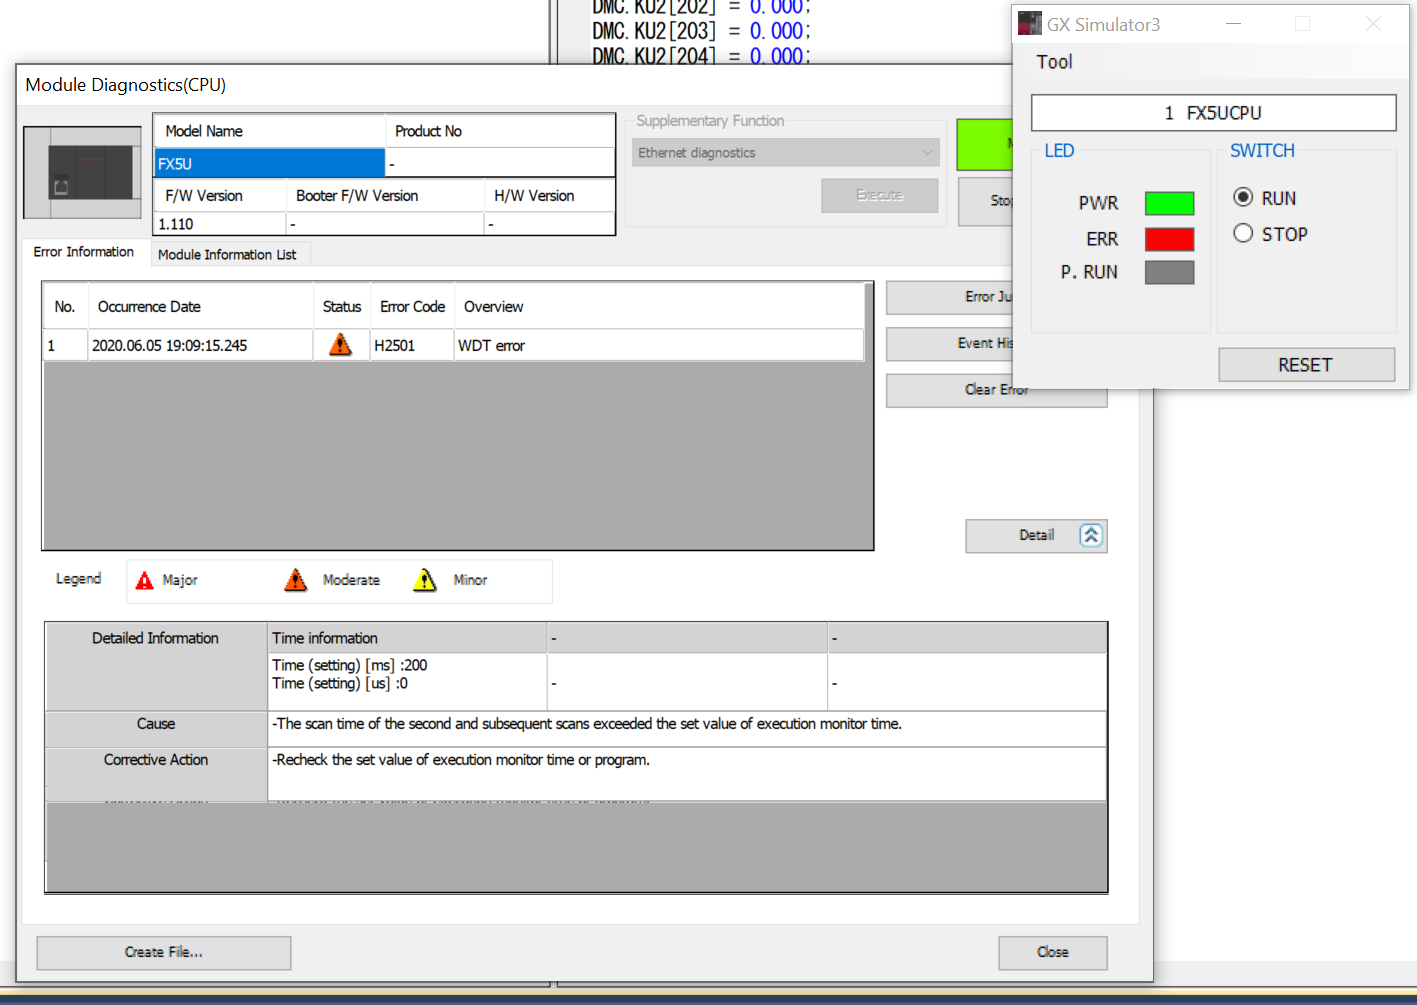 DMC.KU2[202] = 0.000;
DMC.KU2[203] = 0.000;
DMC.KU2[204] = 0.000;
GX Simulator3
Tool
1 FX5UCPU
LED
SWITCH
PWR
RUN
ERR
STOP
P. RUN
RESET
Module Diagnostics(CPU)
Model Name
Product No
FX5U
-
F/W Version
Booter F/W Version
H/W Version
1.110
-
-
Supplementary Function
Ethernet diagnostics
Execute
Error Information
Module Information List
No.
Occurrence Date
Status
Error Code
Overview
1
2020.06.05 19:09:15.245
H2501
WDT error
Clear Error
Detail
Legend
Major
Moderate
Minor
Detailed Information
Time information
-
-
Time (setting) [ms] :200
Time (setting) [us] :0
-
-
Cause
-The scan time of the second and subsequent scans exceeded the set value of execution monitor time.
Corrective Action
-Recheck the set value of execution monitor time or program.
Create File...
Close